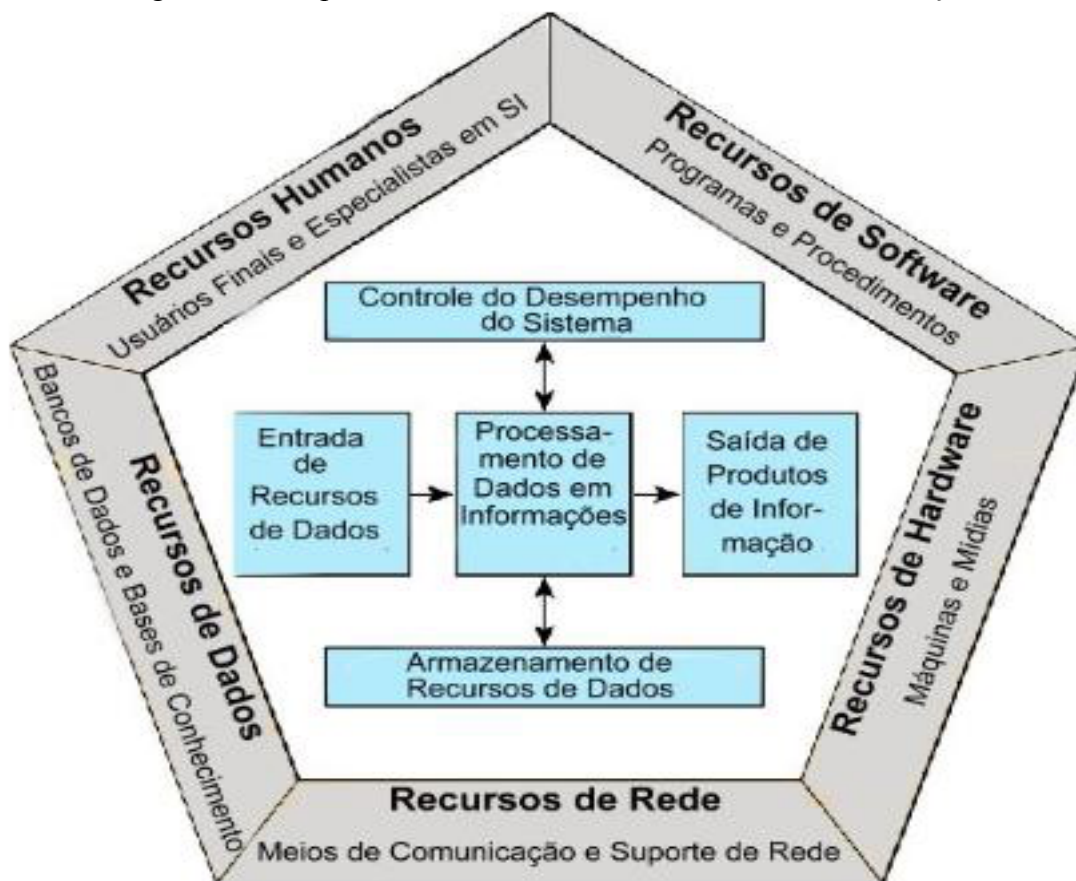 Recursos Humanos
Usuários Finais e Especialistas em SI
Recursos de Software
Programas e Procedimentos
Controle do Desempenho
do Sistema
Entrada
de
Recursos
de Dados
Processa-
mento de
Dados em
Informações
Saída de
Produtos
de Infor-
mação
Armazenamento de
Recursos de Dados
Recursos de Dados
Bancos de Dados e Bases de Conhecimento
Recursos de Hardware
Máquinas e Mídias
Recursos de Rede
Meios de Comunicação e Suporte de Rede